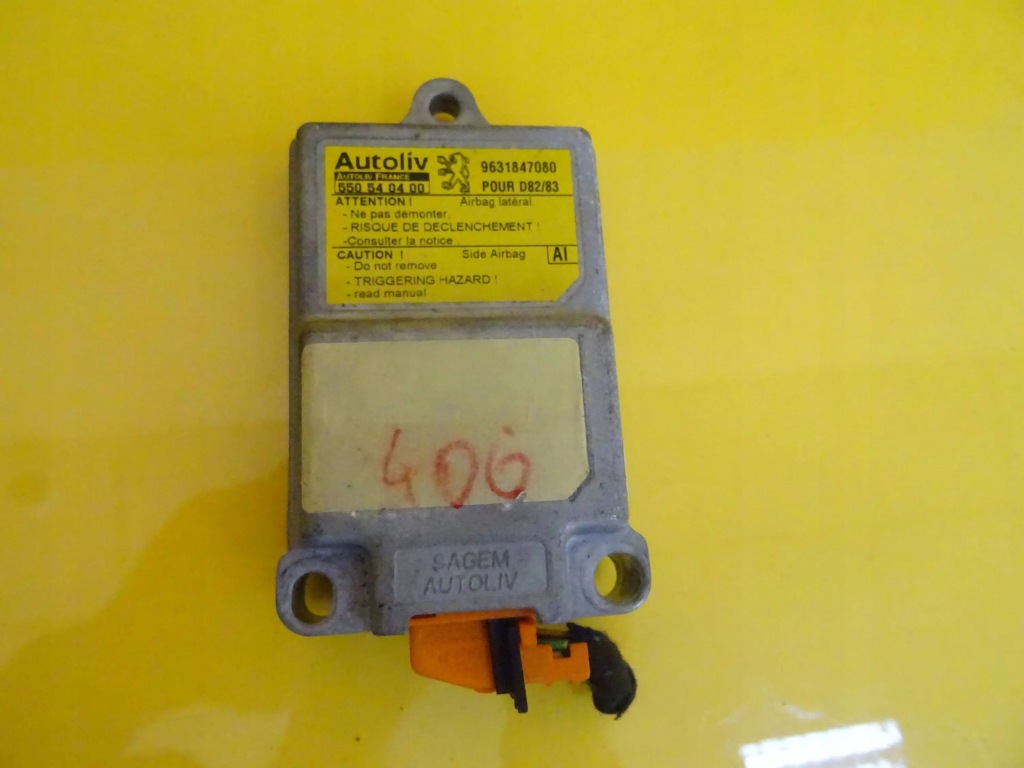 Autoliv
AUTOLIV FRANCE
550 54 04 00
9631847080
POUR D82/83
ATTENTION ! Airbag latéral
- Ne pas démonter.
- RISQUE DE DECLENCHEMENT !
-Consulter la notice .
CAUTION ! Side Airbag AI
- Do not remove
- TRIGGERING HAZARD !
- read manual
406
SAGEM
AUTOLIV